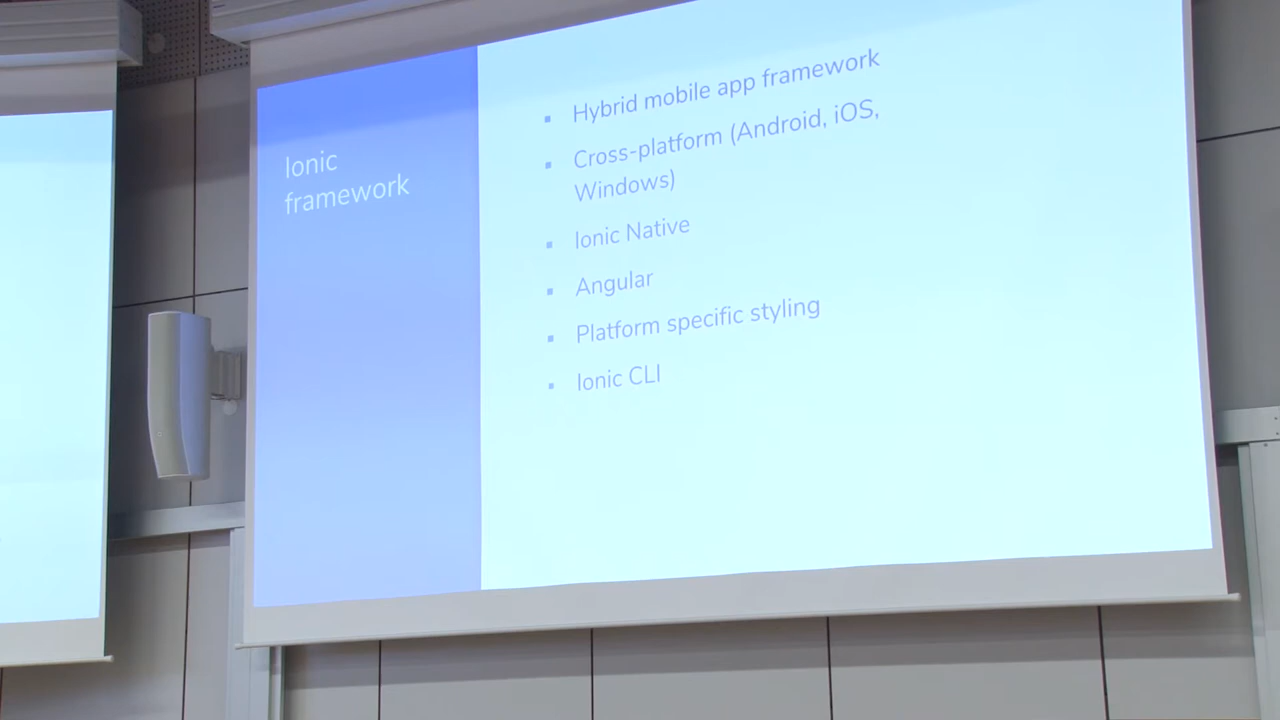 Ionic
framework
▪ Hybrid mobile app framework
▪ Cross-platform (Android, iOS,
Windows)
▪ Ionic Native
▪ Angular
▪ Platform specific styling
▪ Ionic CLI